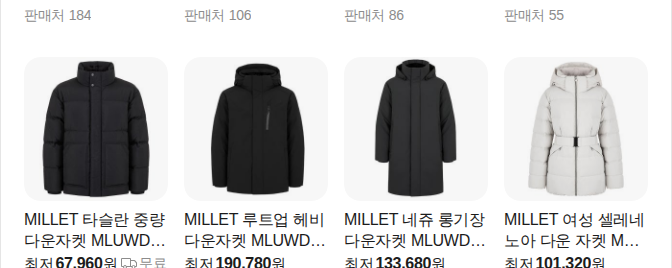 판매처 184
판매처 106
판매처 86
판매처 55
MILLET 타슬란 중량
다운자켓 MLUWD…
최저 67,960원 무료
MILLET 루트업 헤비
다운자켓 MLUWD…
최저 190,780원
MILLET 네쥬 롱기장
다운자켓 MLUWD…
최저 133,680원
MILLET 여성 셀레네
노아 다운 자켓 M…
최저 101,320원